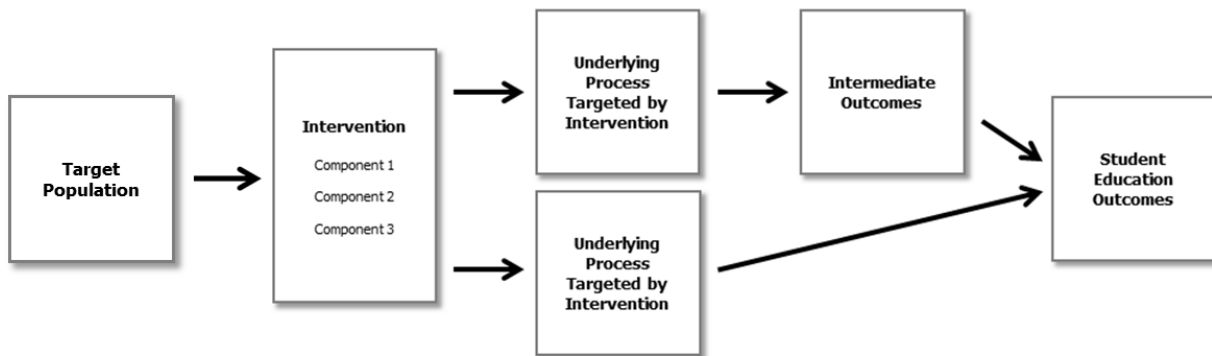 Target
Population
Intervention
Component 1
Component 2
Component 3
Underlying
Process
Targeted by
Intervention
Intermediate
Outcomes
Underlying
Process
Targeted by
Intervention
Student
Education
Outcomes